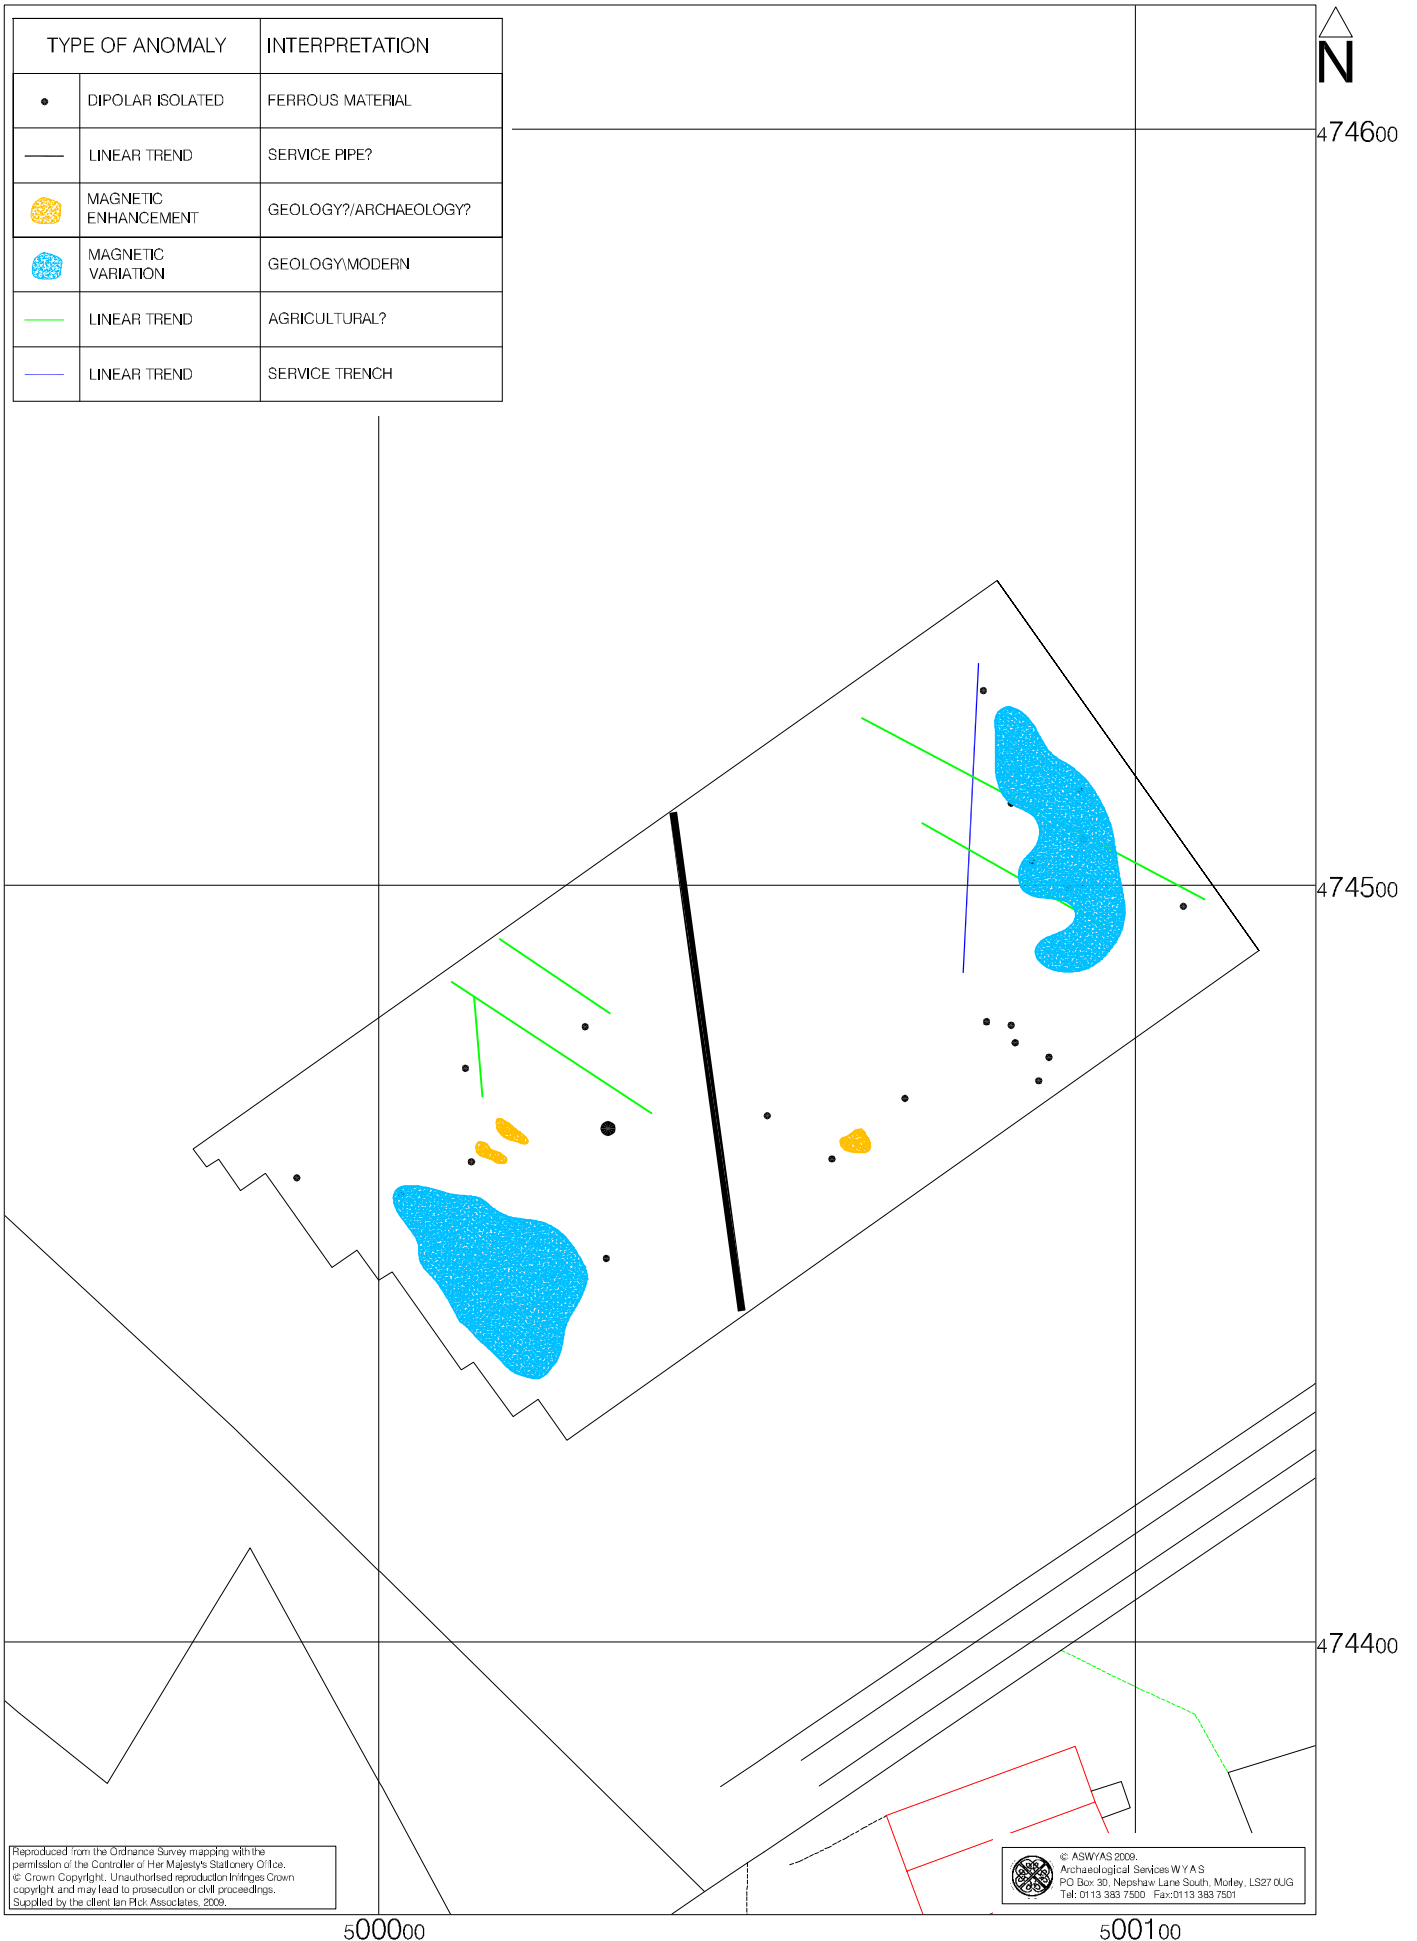 TYPE OF ANOMALY INTERPRETATION
DIPOLAR ISOLATED FERROUS MATERIAL
LINEAR TREND SERVICE PIPE?
MAGNETIC
ENHANCEMENT
GEOLOGY?/ARCHAEOLOGY?
MAGNETIC
VARIATION
GEOLOGY\MODERN
LINEAR TREND AGRICULTURAL?
LINEAR TREND SERVICE TRENCH
N
474600
474500
474400
Reproduced from the Ordnance Survey mapping with the
permission of the Controller of Her Majesty's Stationery Office.
© Crown Copyright. Unauthorised reproduction infringes Crown
copyright and may lead to prosecution or civil proceedings.
Supplied by the client Ian Pick Associates, 2009.
© ASWYAS 2009.
Archaeological Services W Y A S
PO Box 30, Nepshaw Lane South, Morley, LS27 0UG
Tel: 0113 383 7500 Fax:0113 383 7501
500000
500100